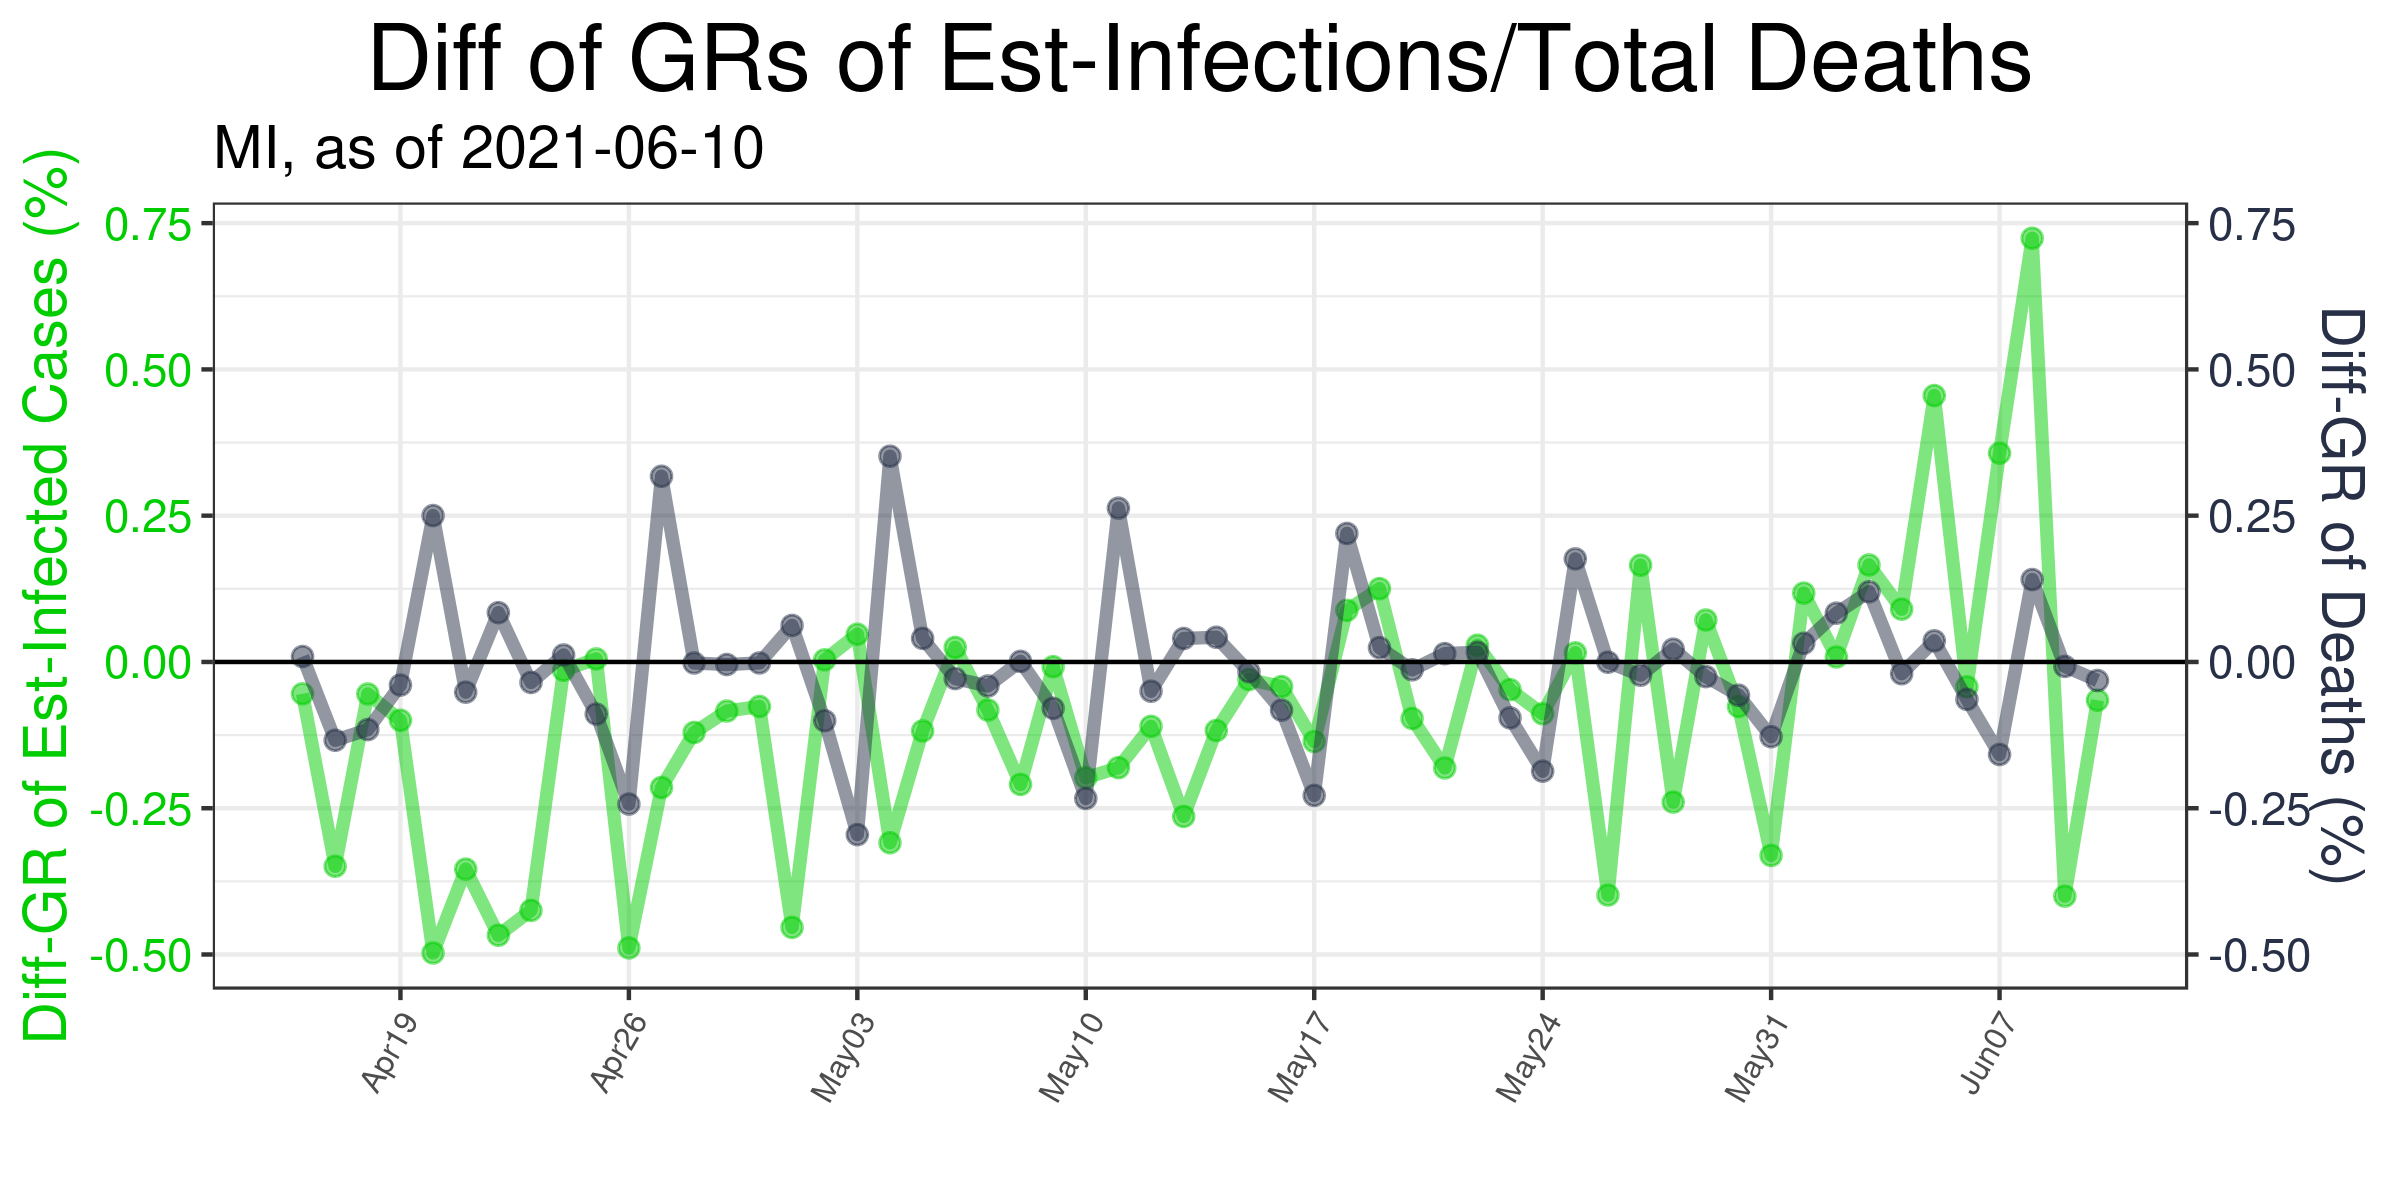 Diff of GRs of Est-Infections/Total Deaths
MI, as of 2021-06-10
Diff-GR of Est-Infected Cases (%)
0.75
0.50
0.25
0.00
-0.25
-0.50
0.75
0.50
0.25
0.00
-0.25
-0.50
Diff-GR of Deaths (%)
Apr19
Apr26
May03
May10
May17
May24
May31
Jun07